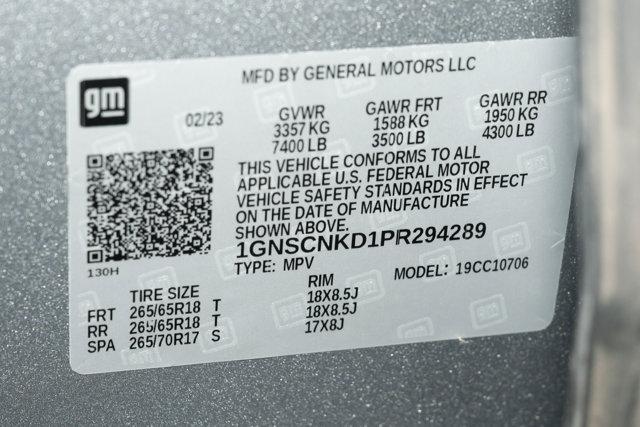 MFD BY GENERAL MOTORS LLC
gm
02/23
GVWR GAWR FRT GAWR RR
3357 KG 1588 KG 1950 KG
7400 LB 3500 LB 4300 LB
THIS VEHICLE CONFORMS TO ALL
APPLICABLE U.S. FEDERAL MOTOR
VEHICLE SAFETY STANDARDS IN EFFECT
ON THE DATE OF MANUFACTURE
SHOWN ABOVE.
1GNSCNKD1PR294289
130H
TYPE: MPV MODEL: 19CC10706
TIRE SIZE RIM
FRT 265/65R18 T 18X8.5J
RR 265/65R18 T 18X8.5J
SPA 265/70R17 S 17X8J